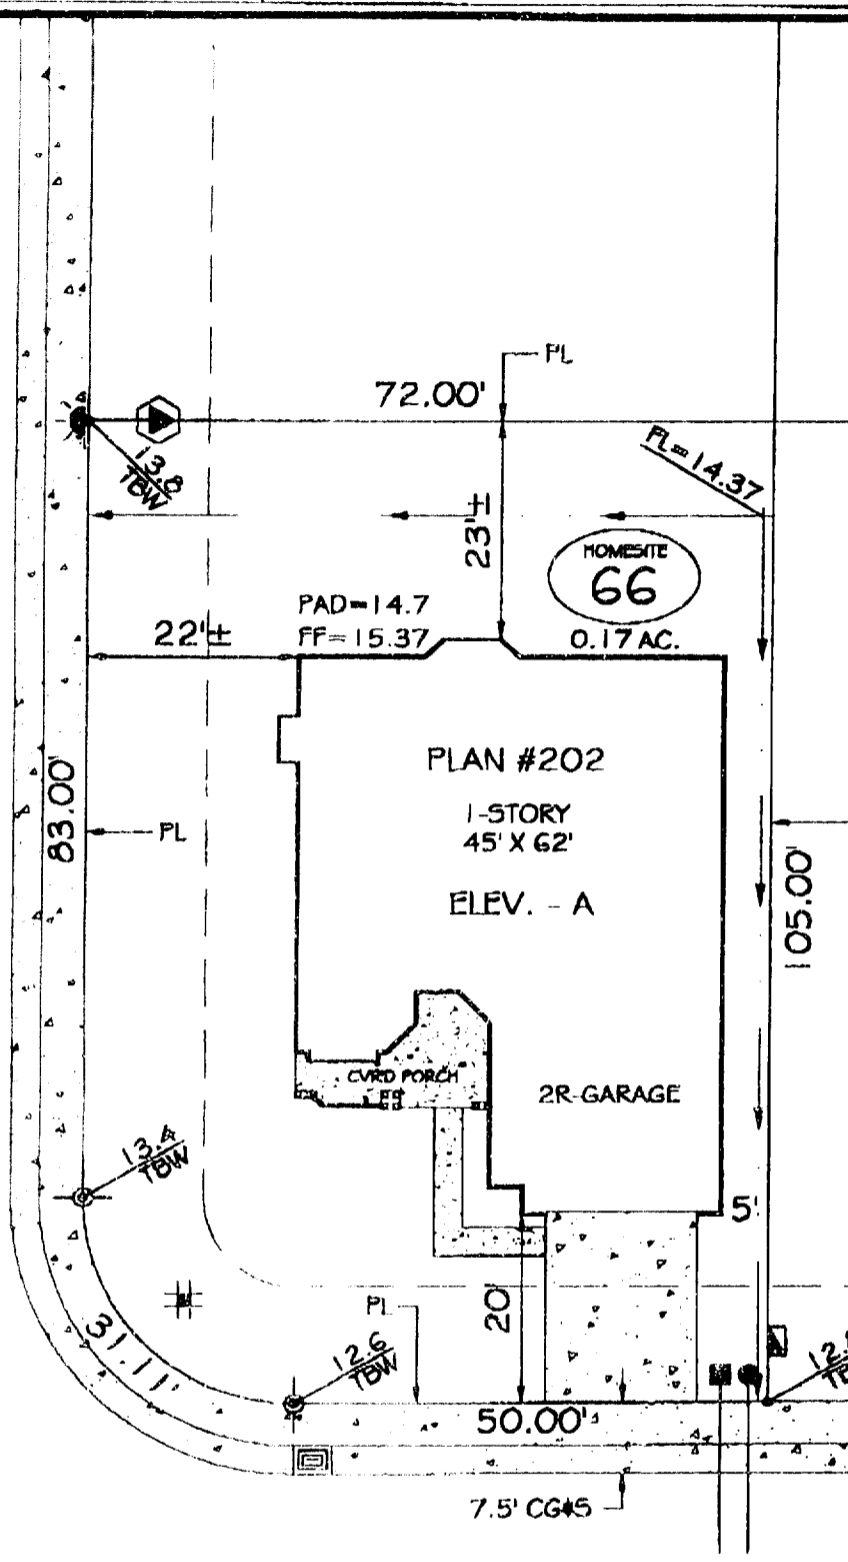 PL
72.00'
13.8
TBW
FL=14.37
23'±
HOMESITE
66
0.17 AC.
PAD=14.7
FF=15.37
22'±
PLAN #202
1-STORY
45' X 62'
ELEV. - A
83.00'
PL
105.00'
CVRD PORCH
2R-GARAGE
13.4
TBW
5'
20'
PL
31.11'
12.6
TBW
50.00'
7.5' CG#5